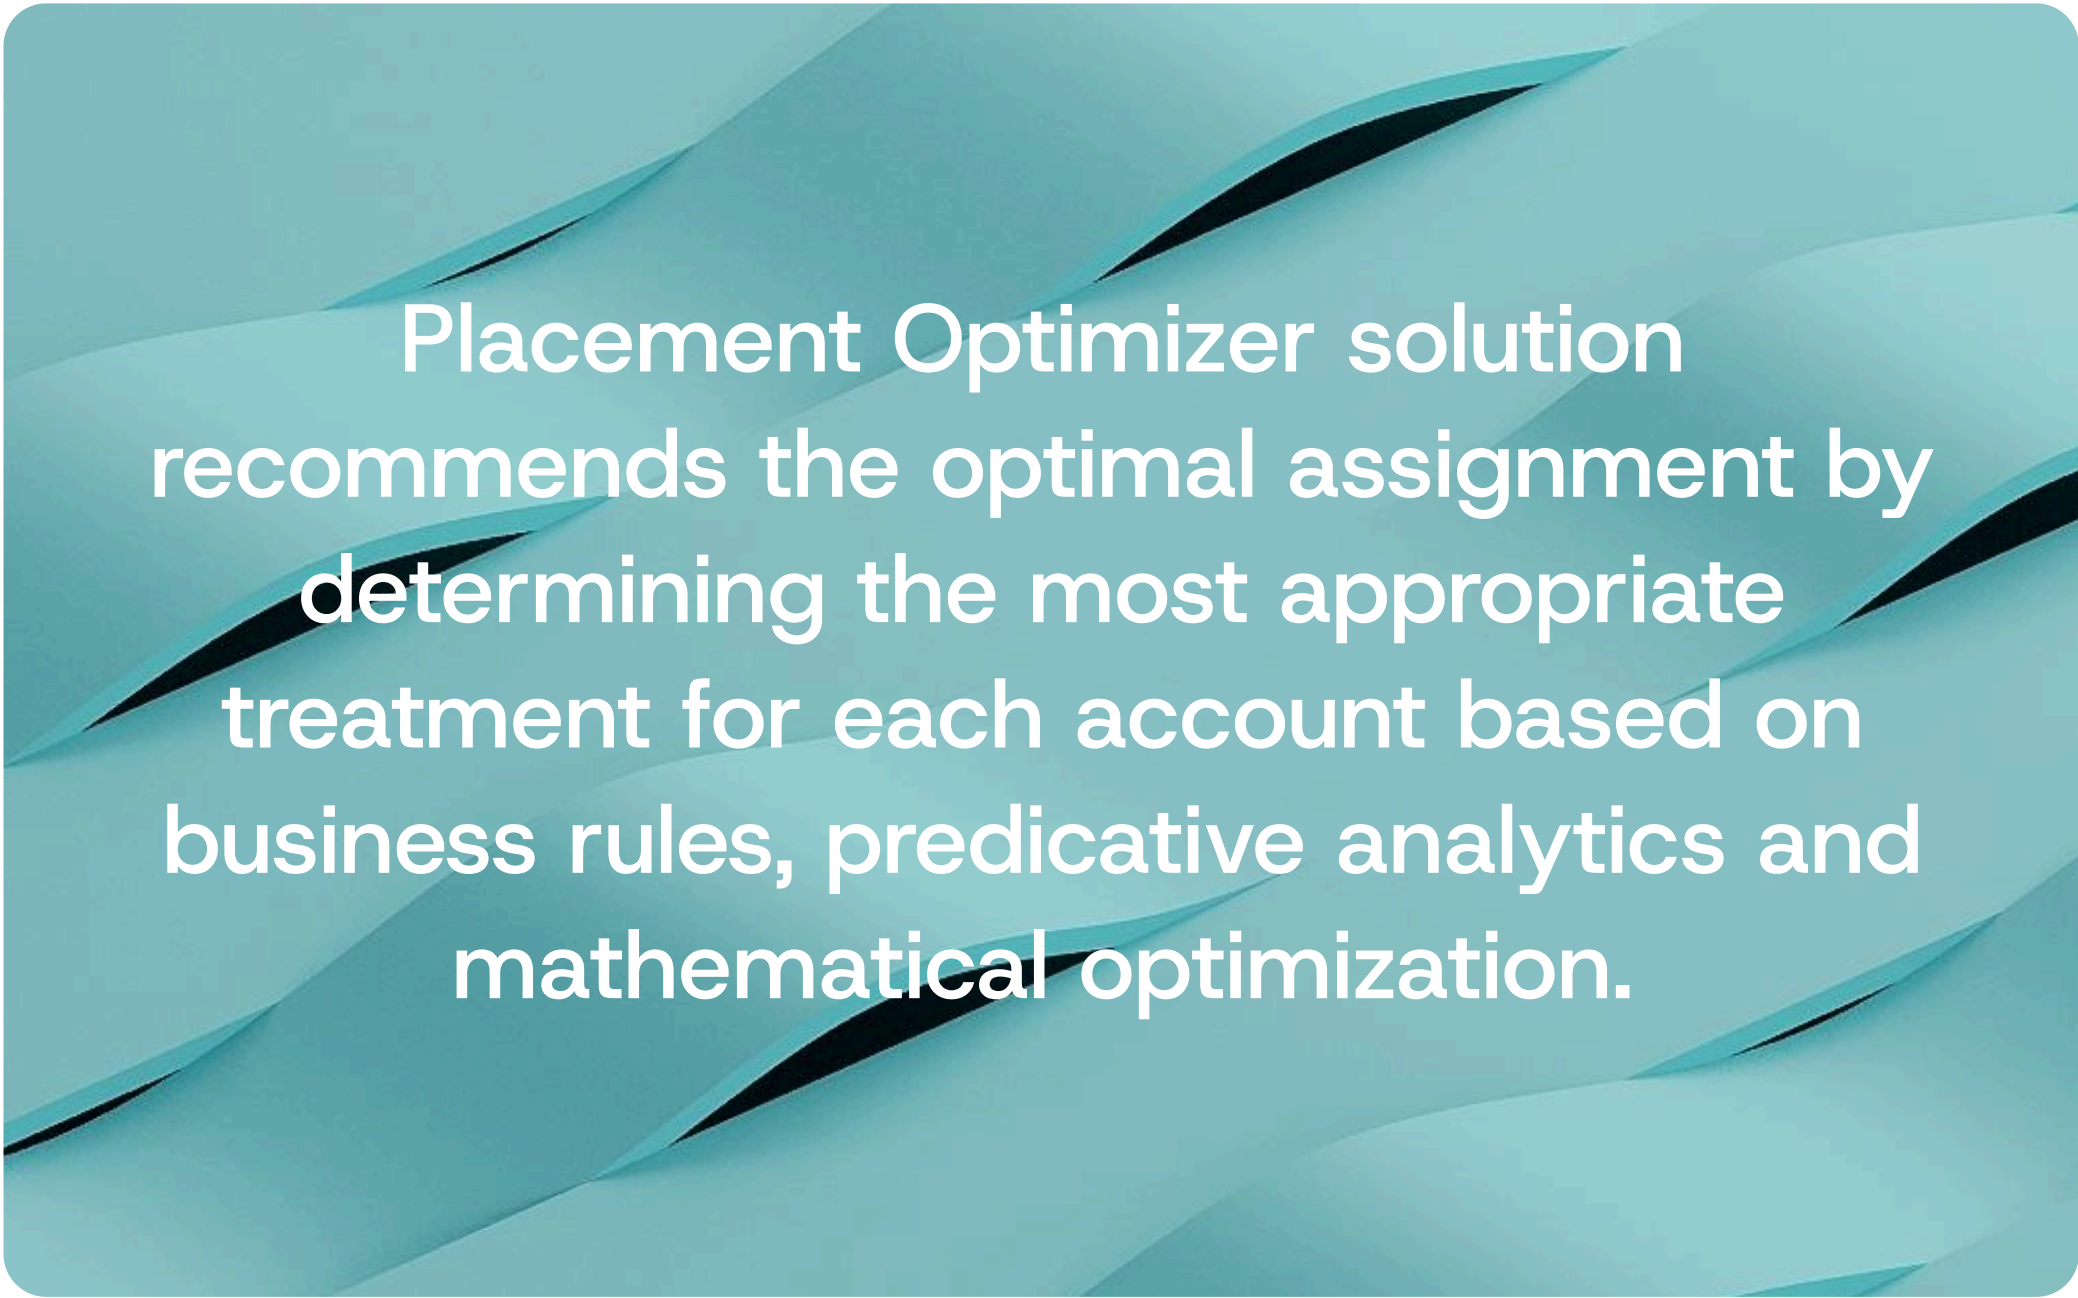 Placement Optimizer solution
recommends the optimal assignment by
determining the most appropriate
treatment for each account based on
business rules, predicative analytics and
mathematical optimization.